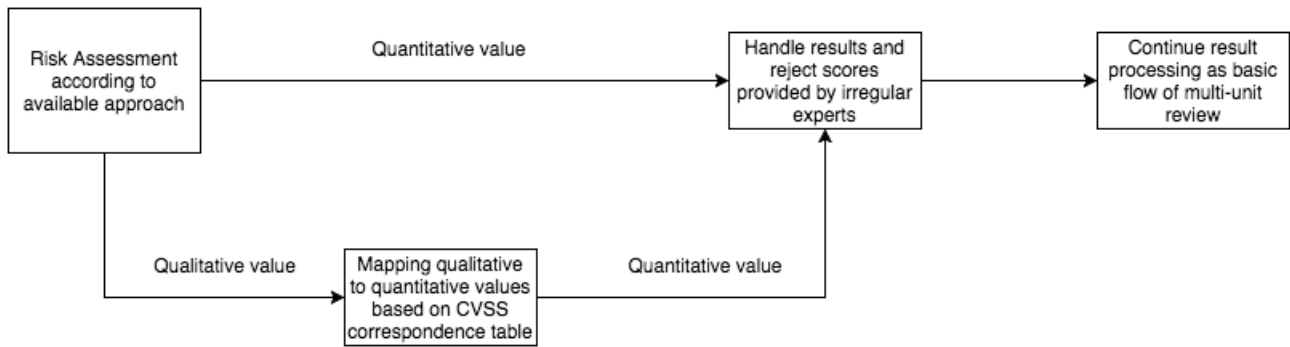 Risk Assessment
according to
available approach
Quantitative value
Handle results and
reject scores
provided by irregular
experts
Continue result
processing as basic
flow of multi-unit
review
Qualitative value
Mapping qualitative
to quantitative values
based on CVSS
correspondence table
Quantitative value